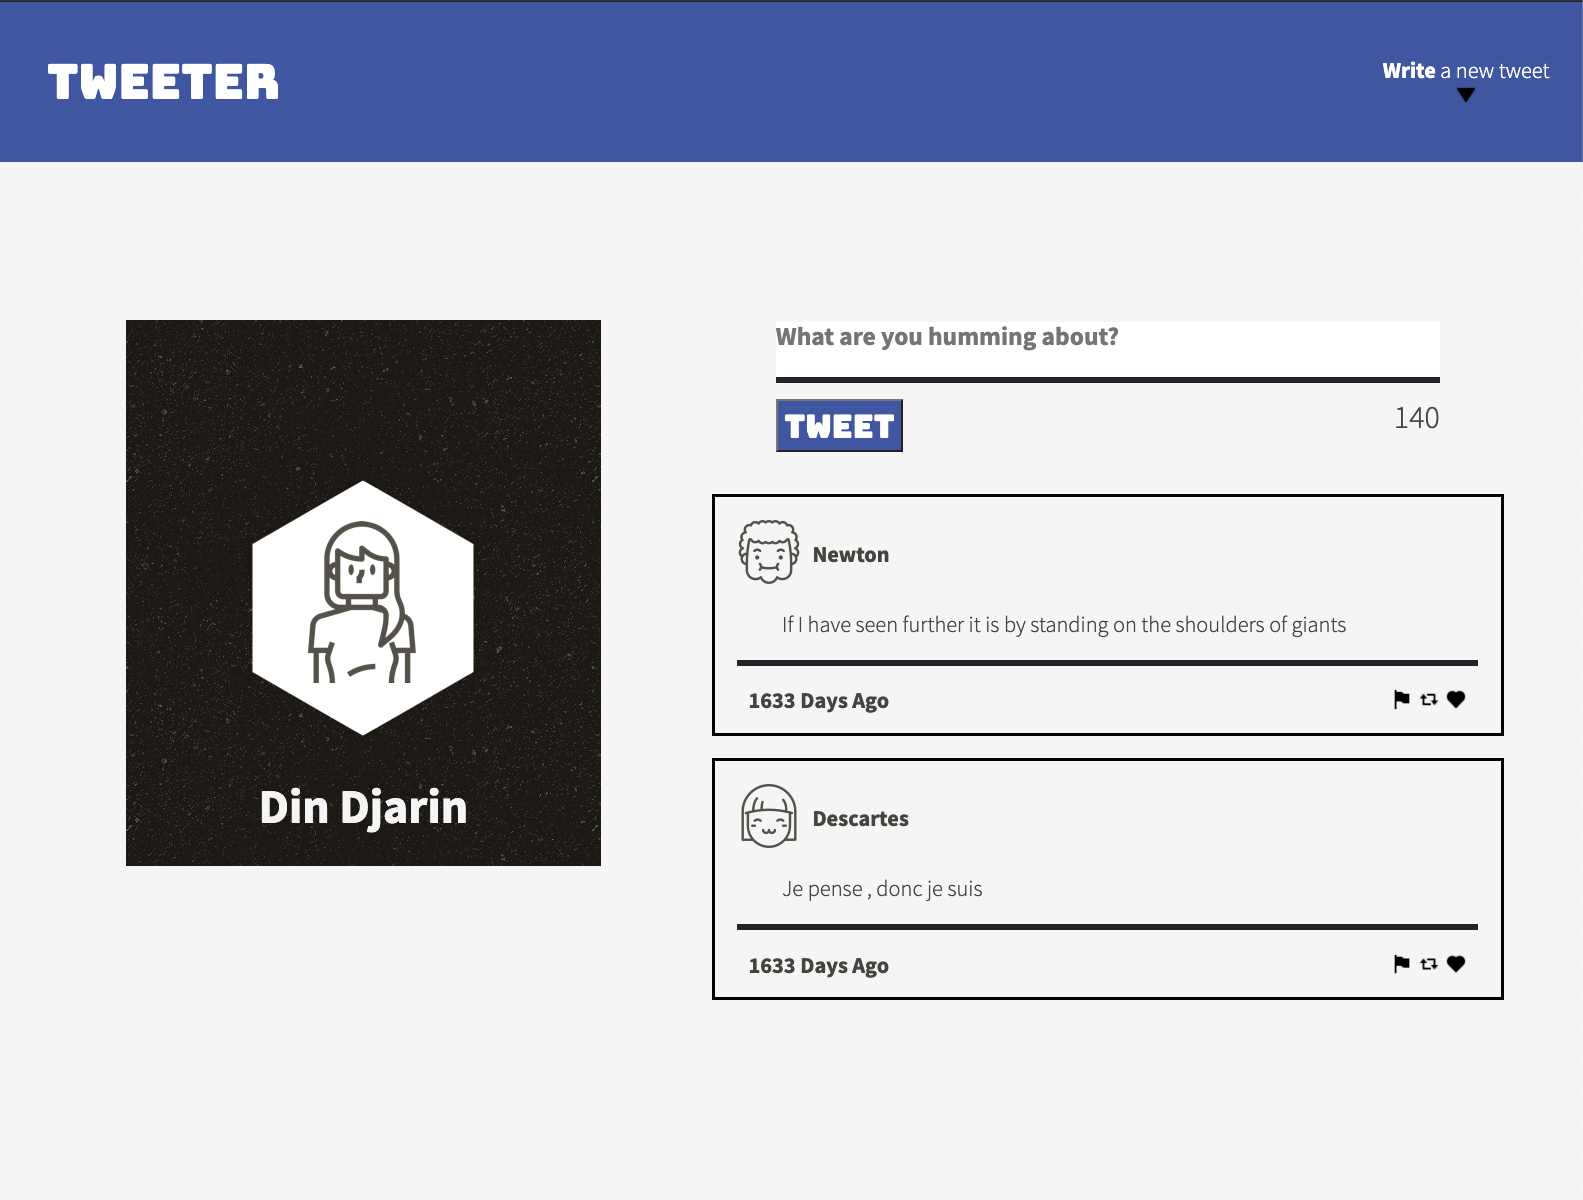 TWEETER
Write a new tweet
Din Djarin
What are you humming about?
TWEET
140
Newton
If I have seen further it is by standing on the shoulders of giants
1633 Days Ago
Descartes
Je pense , donc je suis
1633 Days Ago